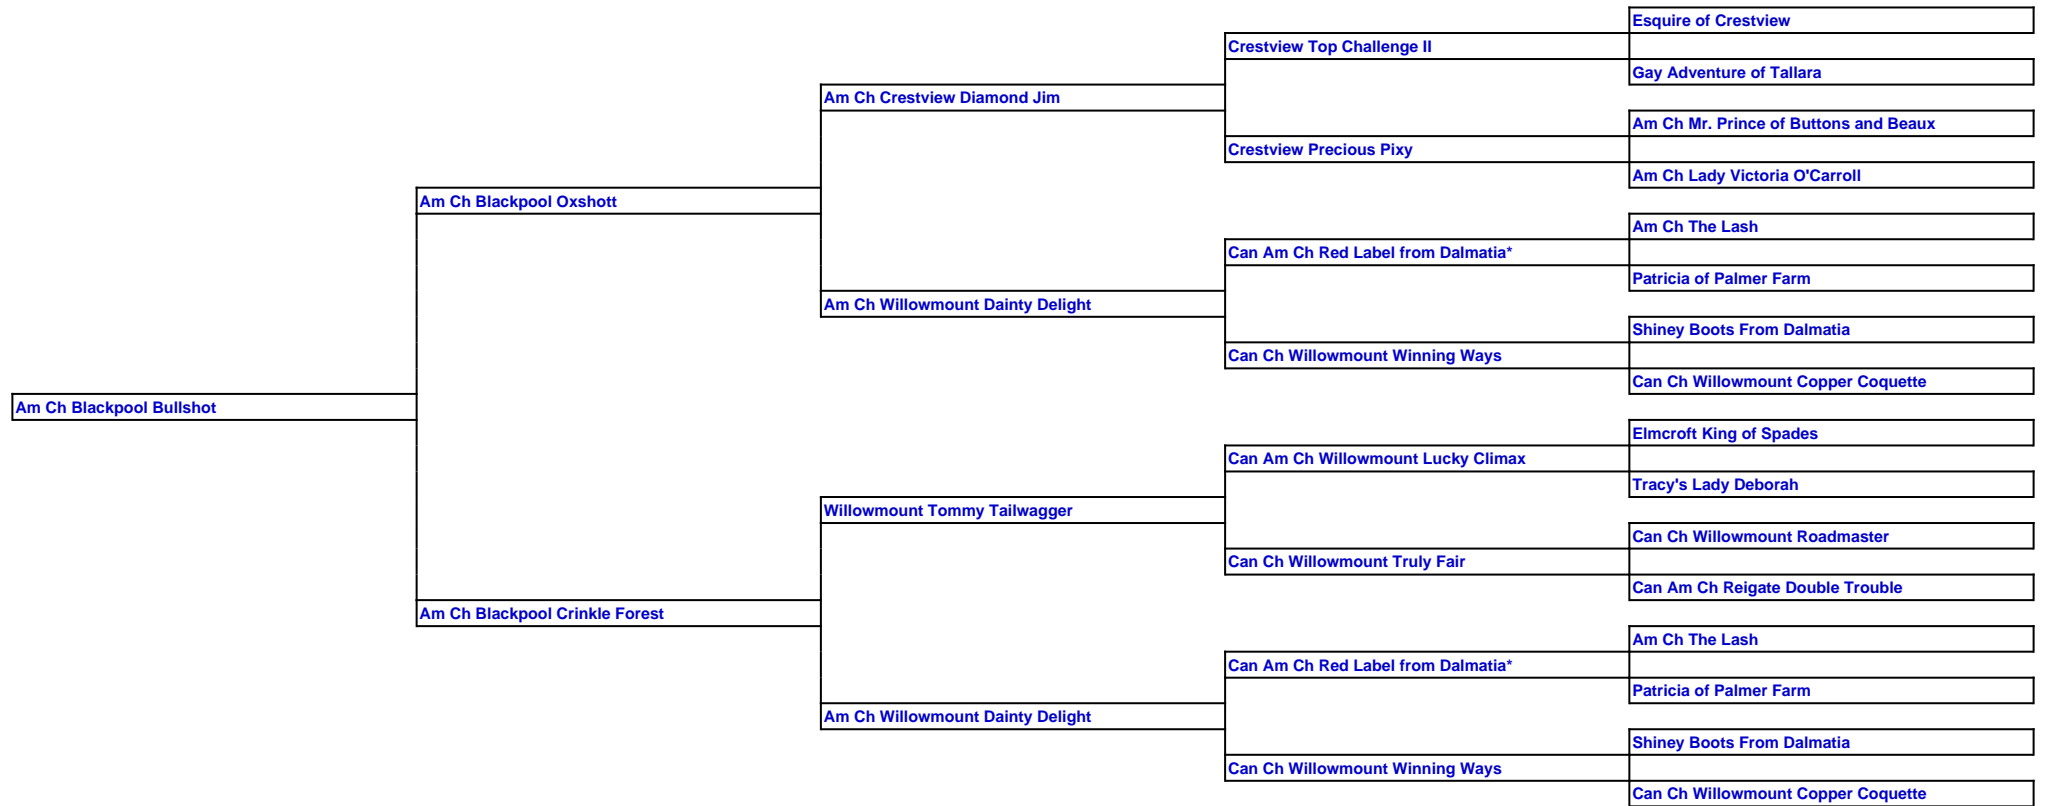 Esquire of Crestview
Crestview Top Challenge II
Gay Adventure of Tallara
Am Ch Crestview Diamond Jim
Am Ch Mr. Prince of Buttons and Beaux
Crestview Precious Pixy
Am Ch Lady Victoria O'Carroll
Am Ch Blackpool Oxshott
Am Ch The Lash
Can Am Ch Red Label from Dalmatia*
Patricia of Palmer Farm
Am Ch Willowmount Dainty Delight
Shiney Boots From Dalmatia
Can Ch Willowmount Winning Ways
Can Ch Willowmount Copper Coquette
Am Ch Blackpool Bullshot
Elmcroft King of Spades
Can Am Ch Willowmount Lucky Climax
Tracy's Lady Deborah
Willowmount Tommy Tailwagger
Can Ch Willowmount Roadmaster
Can Ch Willowmount Truly Fair
Can Am Ch Reigate Double Trouble
Am Ch Blackpool Crinkle Forest
Am Ch The Lash
Can Am Ch Red Label from Dalmatia*
Patricia of Palmer Farm
Am Ch Willowmount Dainty Delight
Shiney Boots From Dalmatia
Can Ch Willowmount Winning Ways
Can Ch Willowmount Copper Coquette